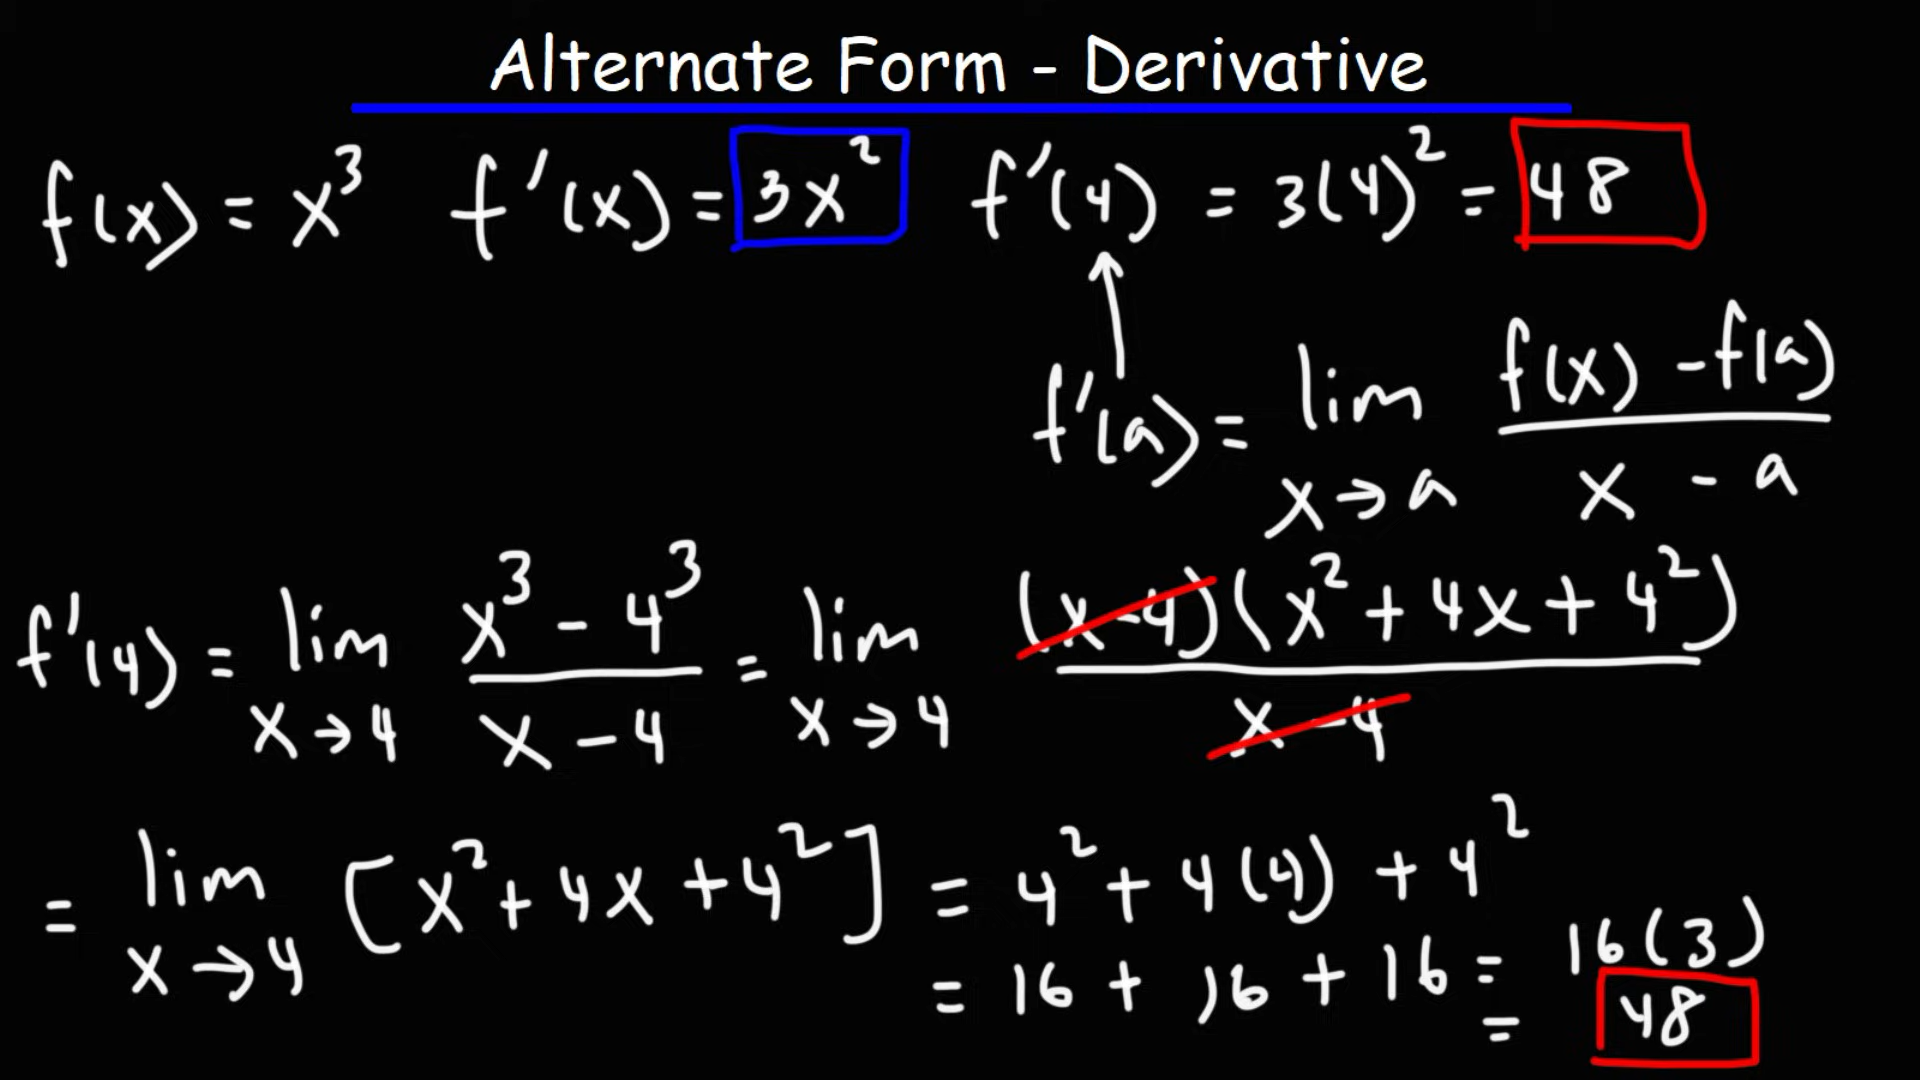 Alternate Form - Derivative
f(x) = x³ f'(x) = 3x² f'(4) = 3(4)² = 48
f'(a) = lim x→a f(x) - f(a) / x - a
f'(4) = lim x→4 x³ - 4³ / x - 4 = lim x→4 (x-4)(x² + 4x + 4²) / x - 4
= lim x→4 [x² + 4x + 4²] = 4² + 4(4) + 4²
= 16 + 16 + 16 = 16(3)
= 48